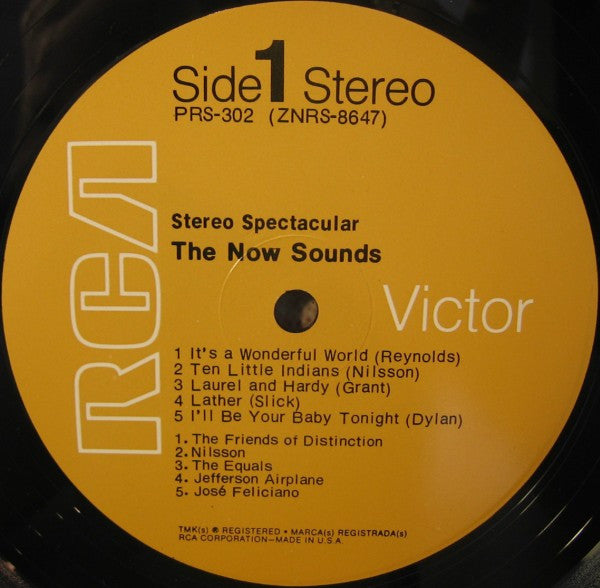 Side 1 Stereo
PRS-302 (ZNRS-8647)
RCA
Stereo Spectacular
The Now Sounds
Victor
1 It's a Wonderful World (Reynolds)
2 Ten Little Indians (Nilsson)
3 Laurel and Hardy (Grant)
4 Lather (Slick)
5 I'll Be Your Baby Tonight (Dylan)
1. The Friends of Distinction
2. Nilsson
3. The Equals
4. Jefferson Airplane
5. José Feliciano
TMK(s) ® REGISTERED • MARCA(s) REGISTRADA(s)
RCA CORPORATION—MADE IN U.S.A.